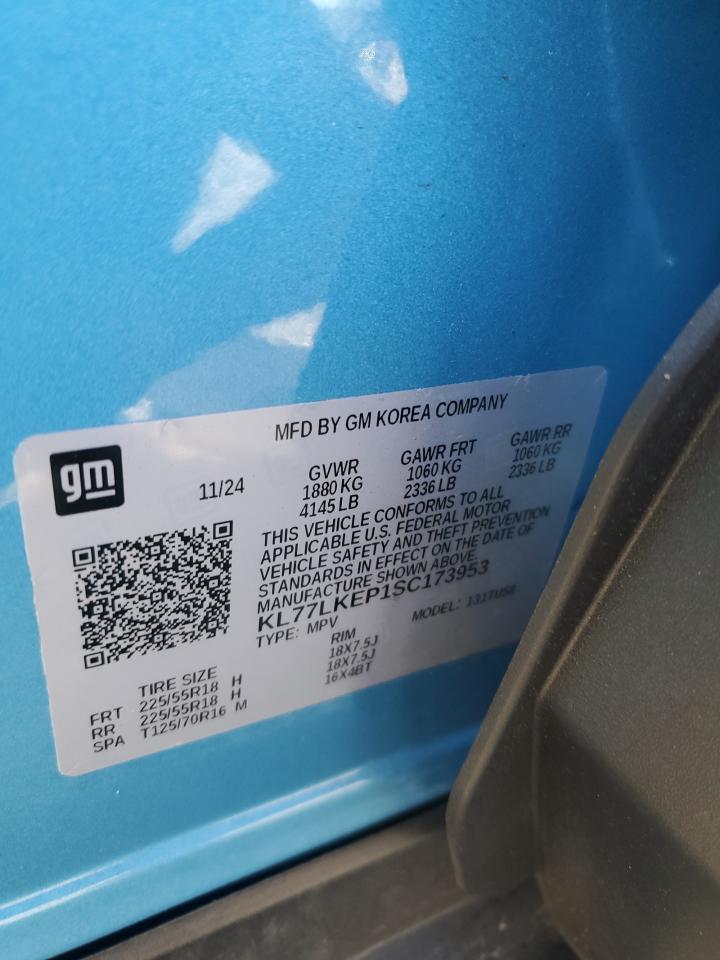 MFD BY GM KOREA COMPANY
gm
11/24
GVWR
1880 KG
4145 LB
GAWR FRT
1060 KG
2336 LB
GAWR RR
1060 KG
2336 LB
THIS VEHICLE CONFORMS TO ALL
APPLICABLE U.S. FEDERAL MOTOR
VEHICLE SAFETY AND THEFT PREVENTION
STANDARDS IN EFFECT ON THE DATE OF
MANUFACTURE SHOWN ABOVE.
KL77LKEP1SC173953
TYPE: MPV MODEL: 131TU58
TIRE SIZE RIM
FRT 225/55R18 H 18X7.5J
RR 225/55R18 H 18X7.5J
SPA T125/70R16 M 16X4BT